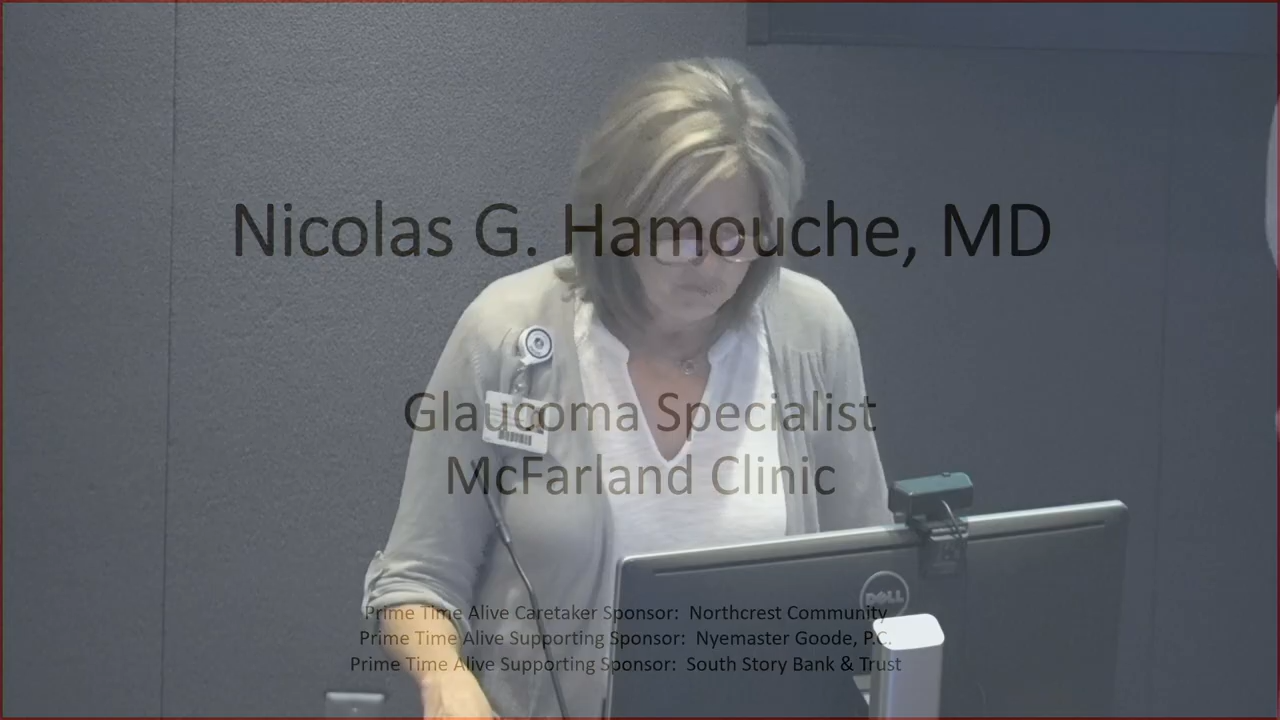 Nicolas G. Hamouche, MD
Glaucoma Specialist
McFarland Clinic
DELL
Prime Time Alive Caretaker Sponsor: Northcrest Community
Prime Time Alive Supporting Sponsor: Nyemaster Goode, P.C.
Prime Time Alive Supporting Sponsor: South Story Bank & Trust